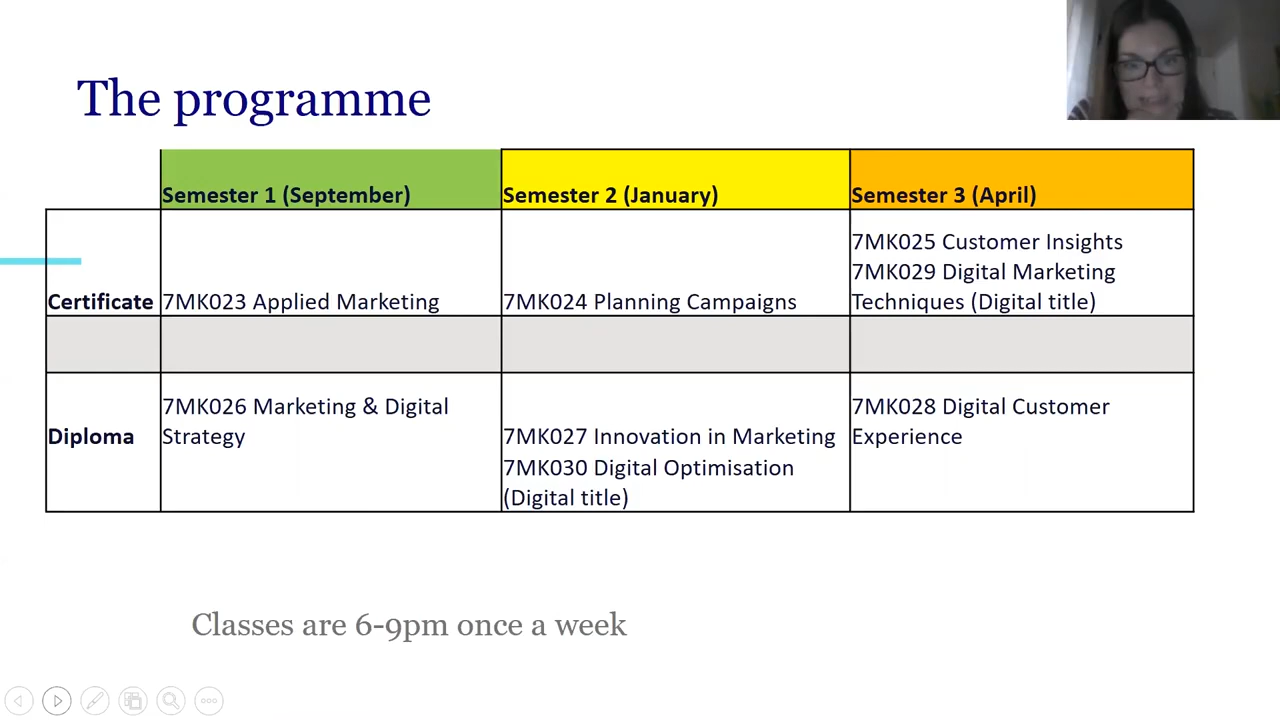 The programme
Semester 1 (September)
Semester 2 (January)
Semester 3 (April)
Certificate
7MK023 Applied Marketing
7MK024 Planning Campaigns
7MK025 Customer Insights
7MK029 Digital Marketing
Techniques (Digital title)
Diploma
7MK026 Marketing & Digital
Strategy
7MK027 Innovation in Marketing
7MK030 Digital Optimisation
(Digital title)
7MK028 Digital Customer
Experience
Classes are 6-9pm once a week